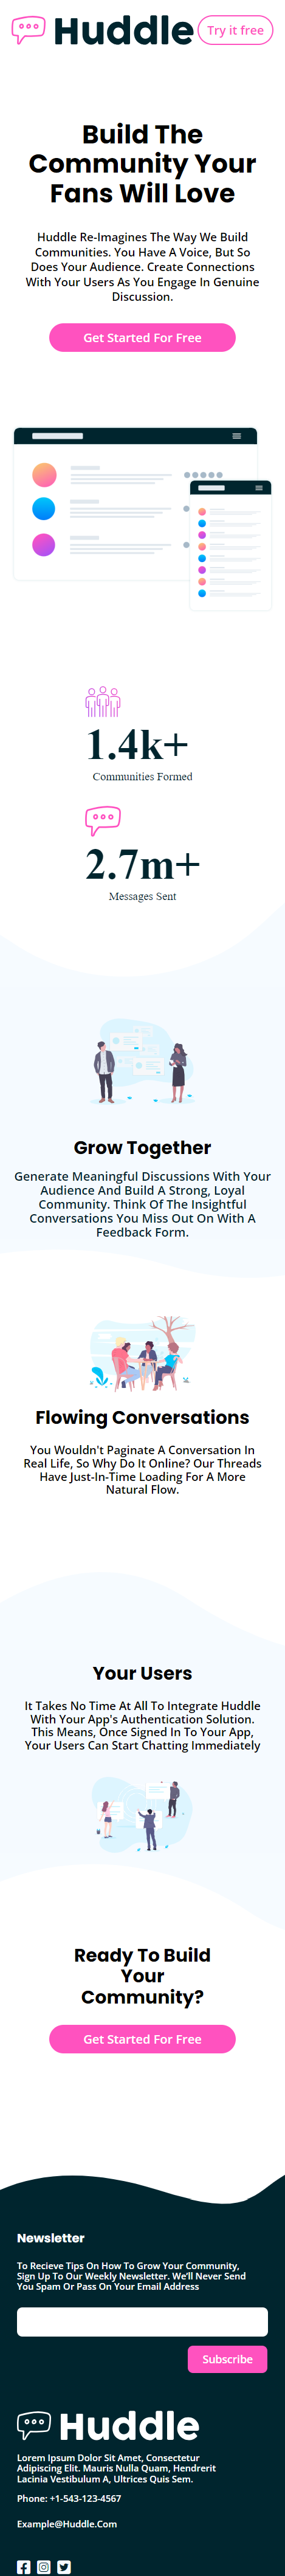 Huddle
Try it free
Build The
Community Your
Fans Will Love
Huddle Re-Imagines The Way We Build
Communities. You Have A Voice, But So
Does Your Audience. Create Connections
With Your Users As You Engage In Genuine
Discussion.
Get Started For Free
1.4k+
Communities Formed
2.7m+
Messages Sent
Grow Together
Generate Meaningful Discussions With Your
Audience And Build A Strong, Loyal
Community. Think Of The Insightful
Conversations You Miss Out On With A
Feedback Form.
Flowing Conversations
You Wouldn't Paginate A Conversation In
Real Life, So Why Do It Online? Our Threads
Have Just-In-Time Loading For A More
Natural Flow.
Your Users
It Takes No Time At All To Integrate Huddle
With Your App's Authentication Solution.
This Means, Once Signed In To Your App,
Your Users Can Start Chatting Immediately
Ready To Build
Your
Community?
Get Started For Free
Newsletter
To Recieve Tips On How To Grow Your Community,
Sign Up To Our Weekly Newsletter. We'll Never Send
You Spam Or Pass On Your Email Address
Subscribe
Huddle
Lorem Ipsum Dolor Sit Amet, Consectetur
Adipiscing Elit. Mauris Nulla Quam, Hendrerit
Lacinia Vestibulum A, Ultrices Quis Sem.
Phone: +1-543-123-4567
Example@Huddle.Com